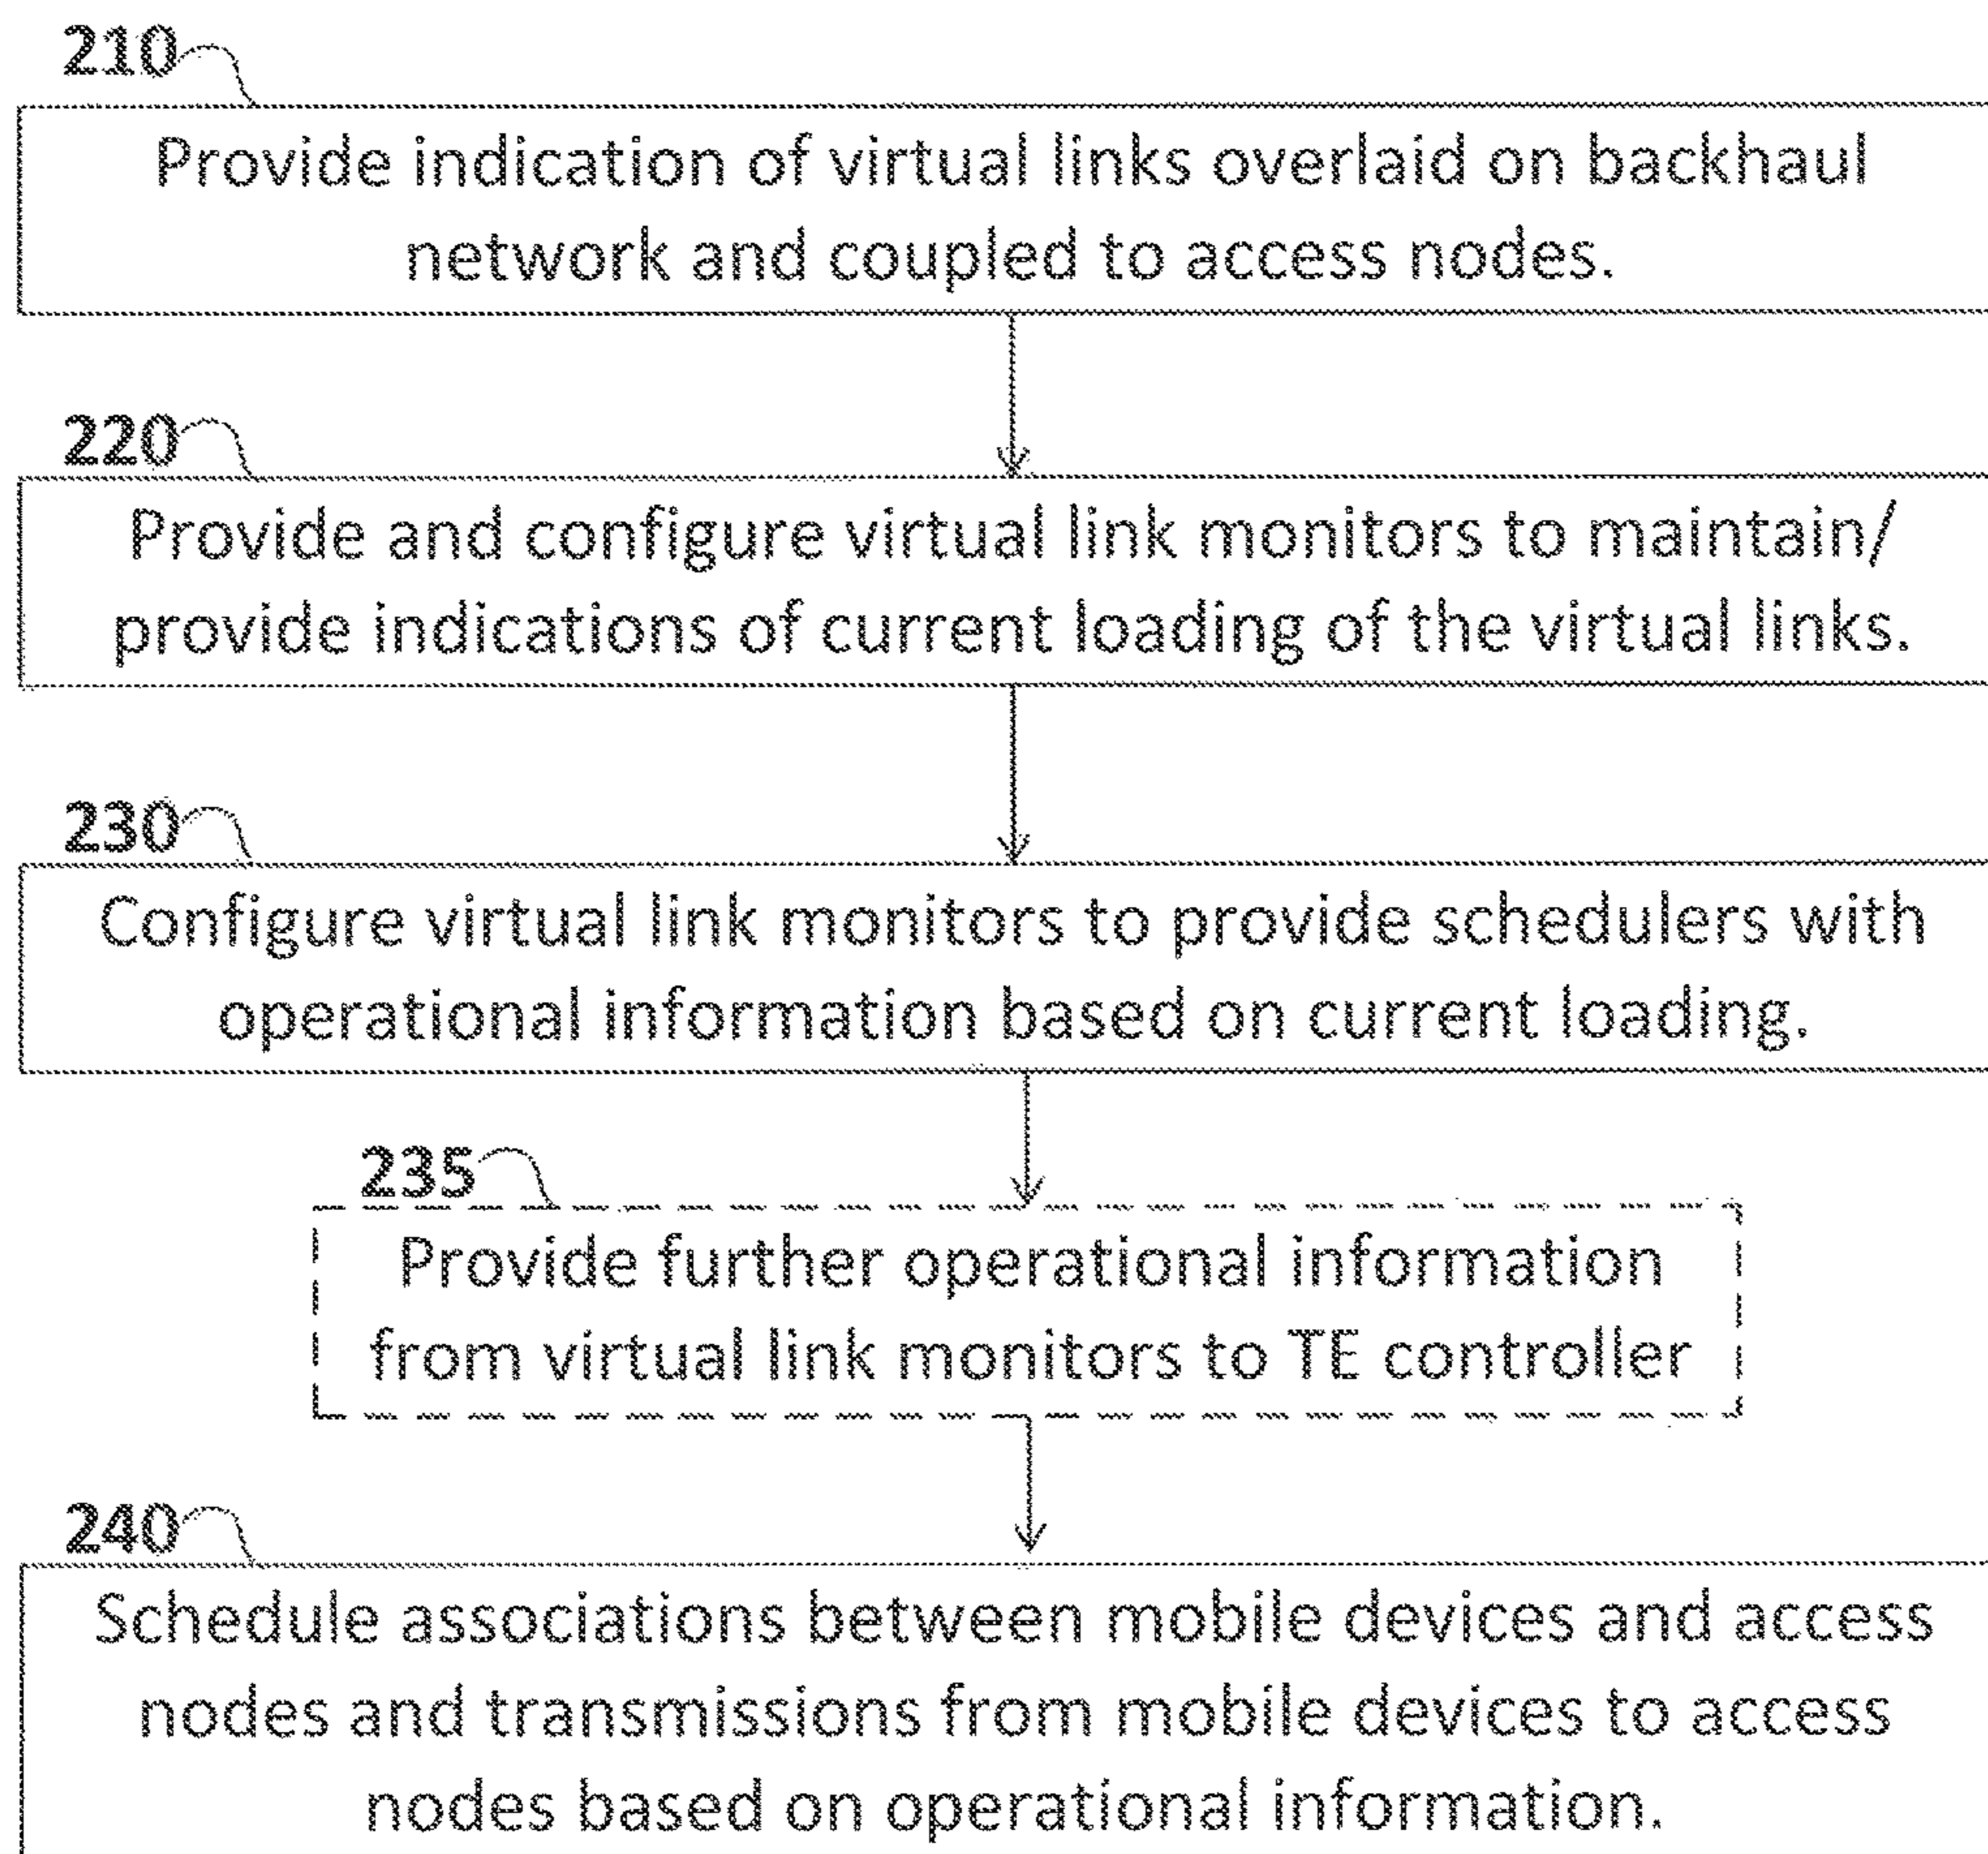 210
Provide indication of virtual links overlaid on backhaul
network and coupled to access nodes.
220
Provide and configure virtual link monitors to maintain/
provide indications of current loading of the virtual links.
230
Configure virtual link monitors to provide schedulers with
operational information based on current loading.
235
Provide further operational information
from virtual link monitors to TE controller
240
Schedule associations between mobile devices and access
nodes and transmissions from mobile devices to access
nodes based on operational information.